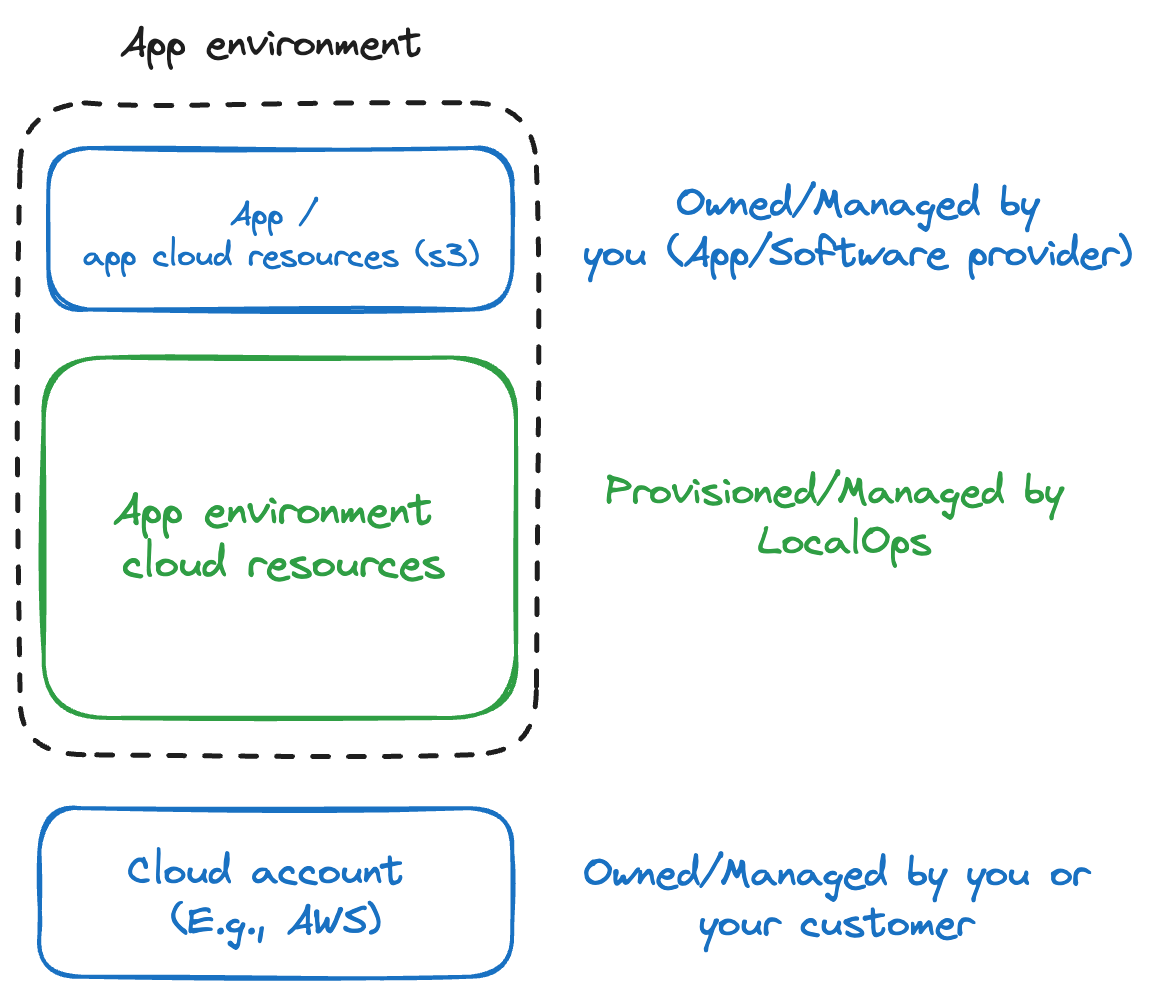 App environment
App /
app cloud resources (s3)
Owned/Managed by
you (App/Software provider)
App environment
cloud resources
Provisioned/Managed by
LocalOps
Cloud account
(E.g., AWS)
Owned/Managed by you or
your customer